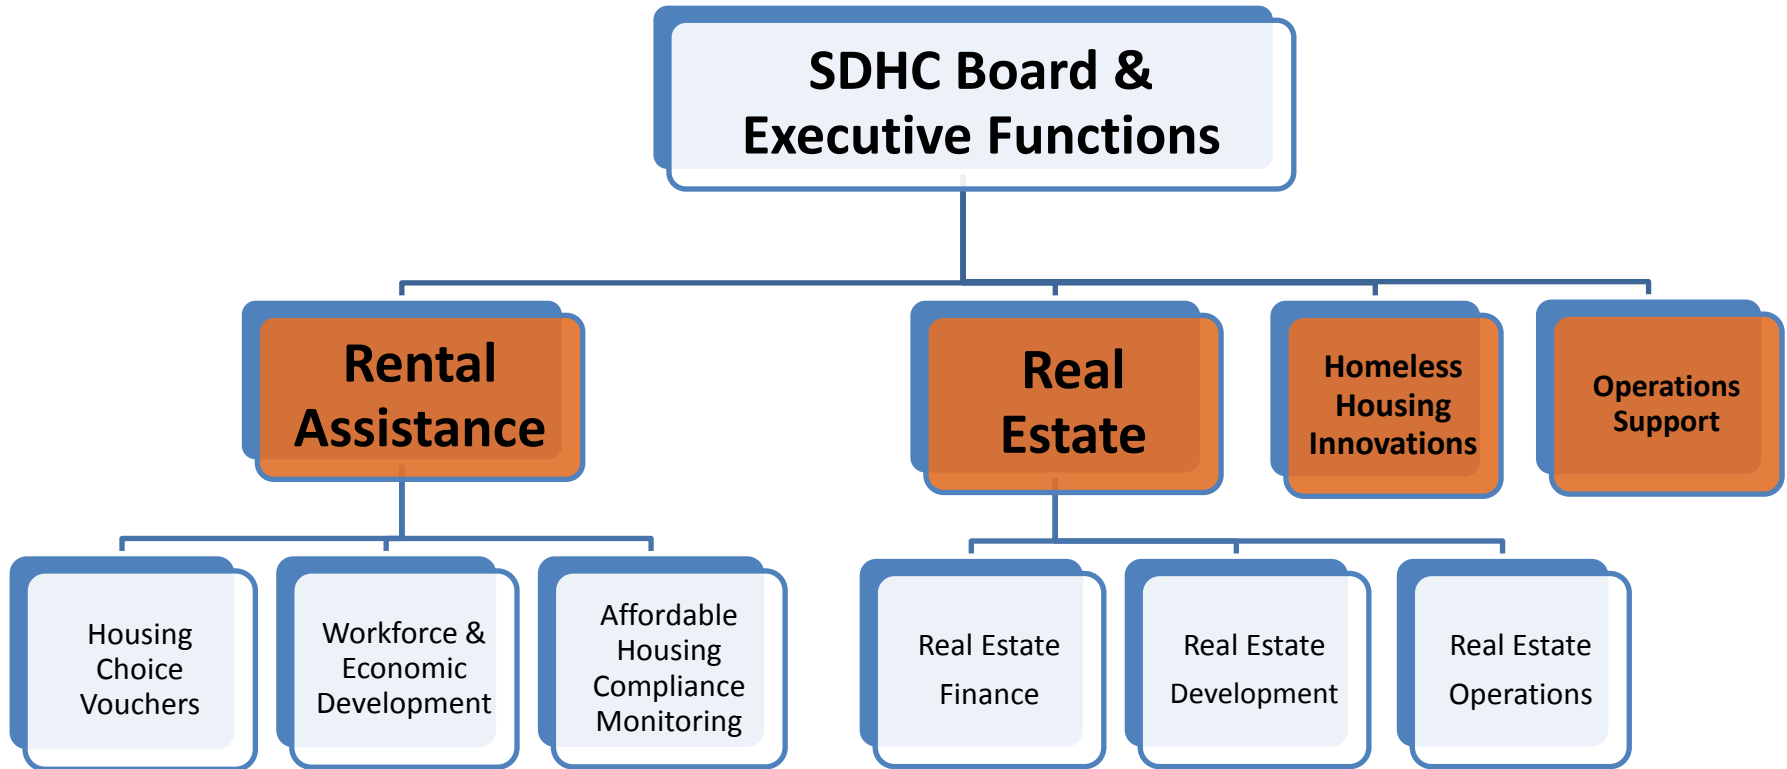 SDHC Board &
Executive Functions
Rental
Assistance
Real
Estate
Homeless
Housing
Innovations
Operations
Support
Housing
Choice
Vouchers
Workforce &
Economic
Development
Affordable
Housing
Compliance
Monitoring
Real Estate
Finance
Real Estate
Development
Real Estate
Operations